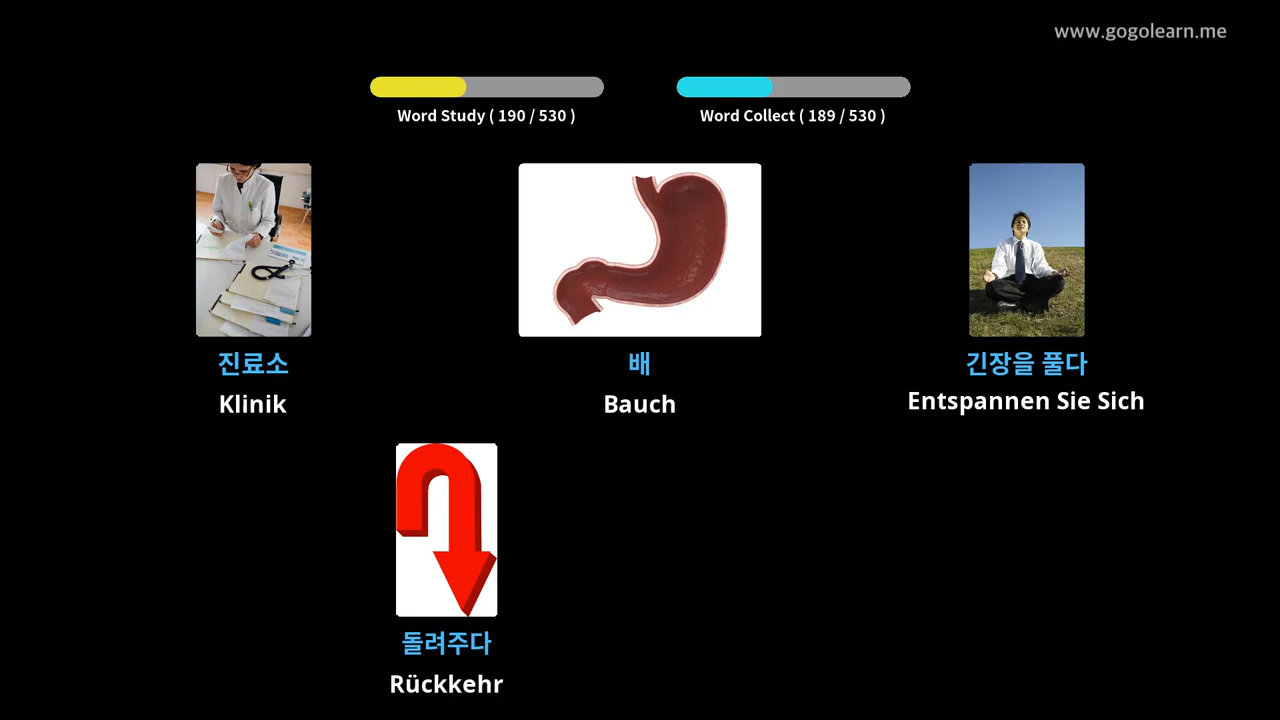 www.gogolearn.me
Word Study ( 190 / 530 )
Word Collect ( 189 / 530 )
진료소
Klinik
배
Bauch
긴장을 풀다
Entspannen Sie Sich
돌려주다
Rückkehr